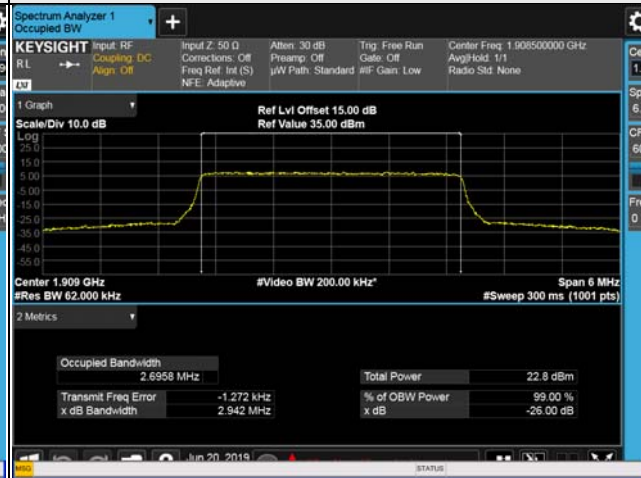 Spectrum Analyzer 1
Occupied BW
KEYSIGHT
RL
Input: RF
Coupling: DC
Align: Off
Input Z: 50 Ω
Corrections: Off
Freq Ref: Int (S)
NFE: Adaptive
Atten: 30 dB
Preamp: Off
µW Path: Standard
Trig: Free Run
Gate: Off
#IF Gain: Low
Center Freq: 1.908500000 GHz
Avg|Hold: 1/1
Radio Std: None
LXI
1 Graph
Scale/Div 10.0 dB
Ref Lvl Offset 15.00 dB
Ref Value 35.00 dBm
Log
25.0
15.0
5.00
-5.00
-15.0
-25.0
-35.0
-45.0
-55.0
Center 1.909 GHz
#Video BW 200.00 kHz*
Span 6 MHz
#Res BW 62.000 kHz
#Sweep 300 ms (1001 pts)
2 Metrics
Occupied Bandwidth
2.6958 MHz
Total Power 22.8 dBm
Transmit Freq Error -1.272 kHz
% of OBW Power 99.00 %
x dB Bandwidth 2.942 MHz
x dB -26.00 dB
Jun 20, 2019
MSG
STATUS